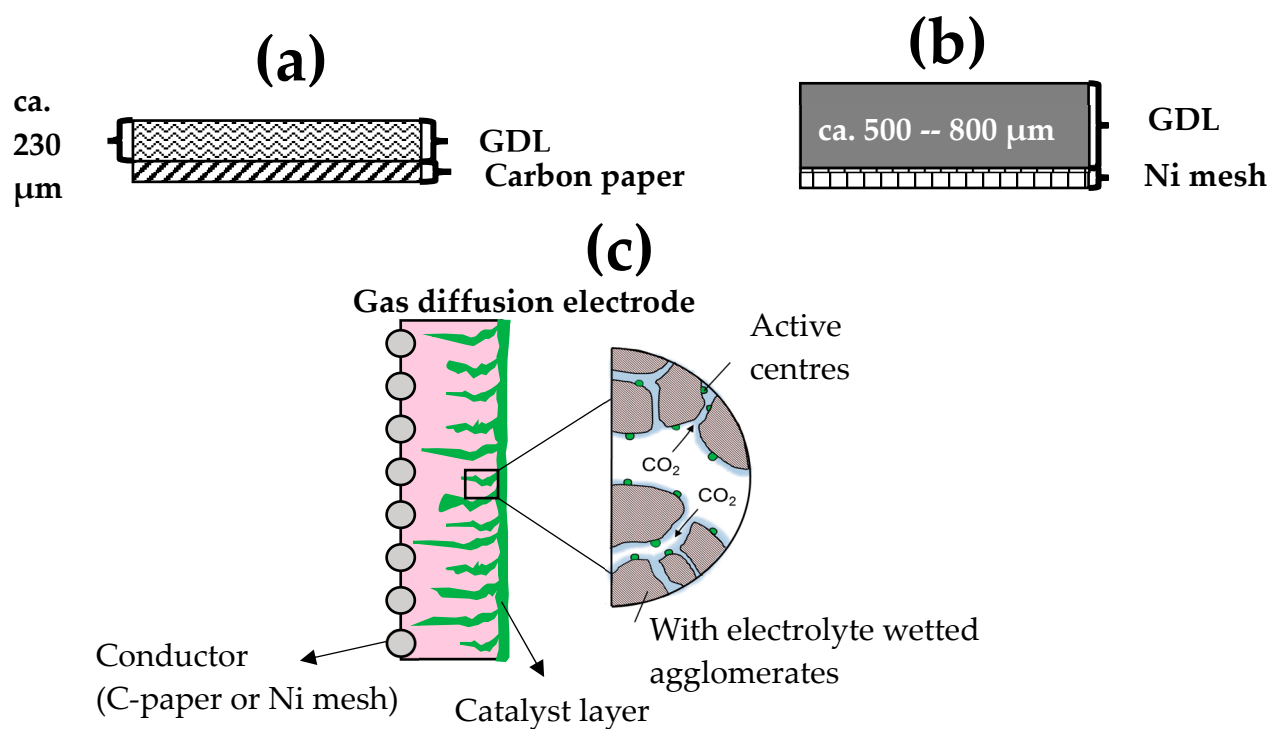 (a)
ca.
230
µm
GDL
Carbon paper
(b)
ca. 500 -- 800 µm
GDL
Ni mesh
(c)
Gas diffusion electrode
Active
centres
CO2
CO2
With electrolyte wetted
agglomerates
Conductor
(C-paper or Ni mesh)
Catalyst layer